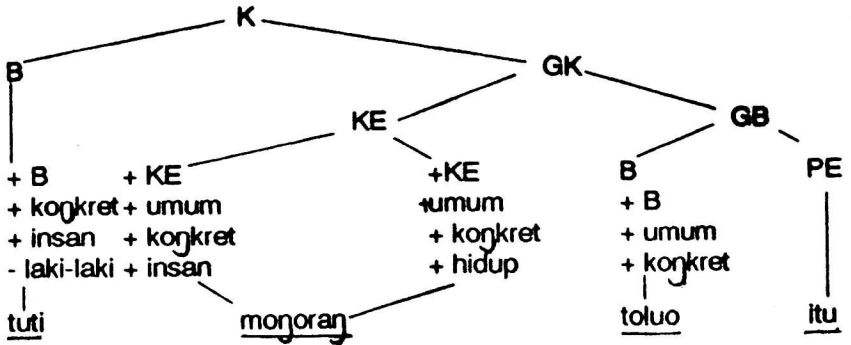 K
B GK
KE GB
+ B + KE +KE B PE
+ koŋkret + umum +umum + B
+ insan + koŋkret + koŋkret + umum
- laki-laki + insan + hidup + koŋkret
tuti moŋoraŋ toluo itu